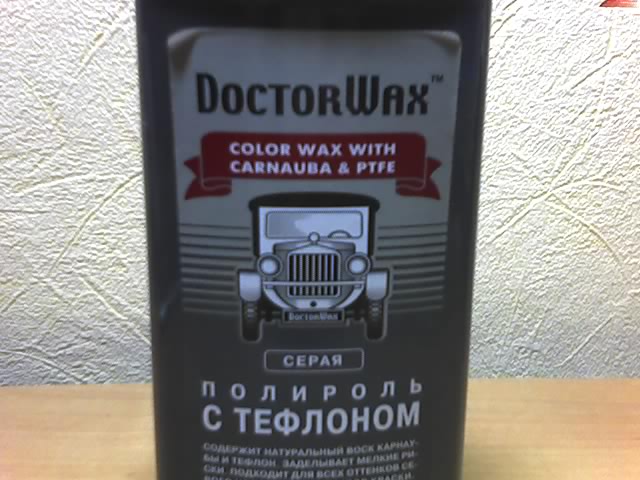 DOCTORWAX™
COLOR WAX WITH
CARNAUBA & PTFE
DOCTORWAX
СЕРАЯ
ПОЛИРОЛЬ
С ТЕФЛОНОМ
СОДЕРЖИТ НАТУРАЛЬНЫЙ ВОСК КАРНАУ-
БЫ И ТЕФЛОН. ЗАДЕЛЫВАЕТ МЕЛКИЕ РИ-
СКИ. ПОДХОДИТ ДЛЯ ВСЕХ ОТТЕНКОВ СЕ-
КРАСКИ.